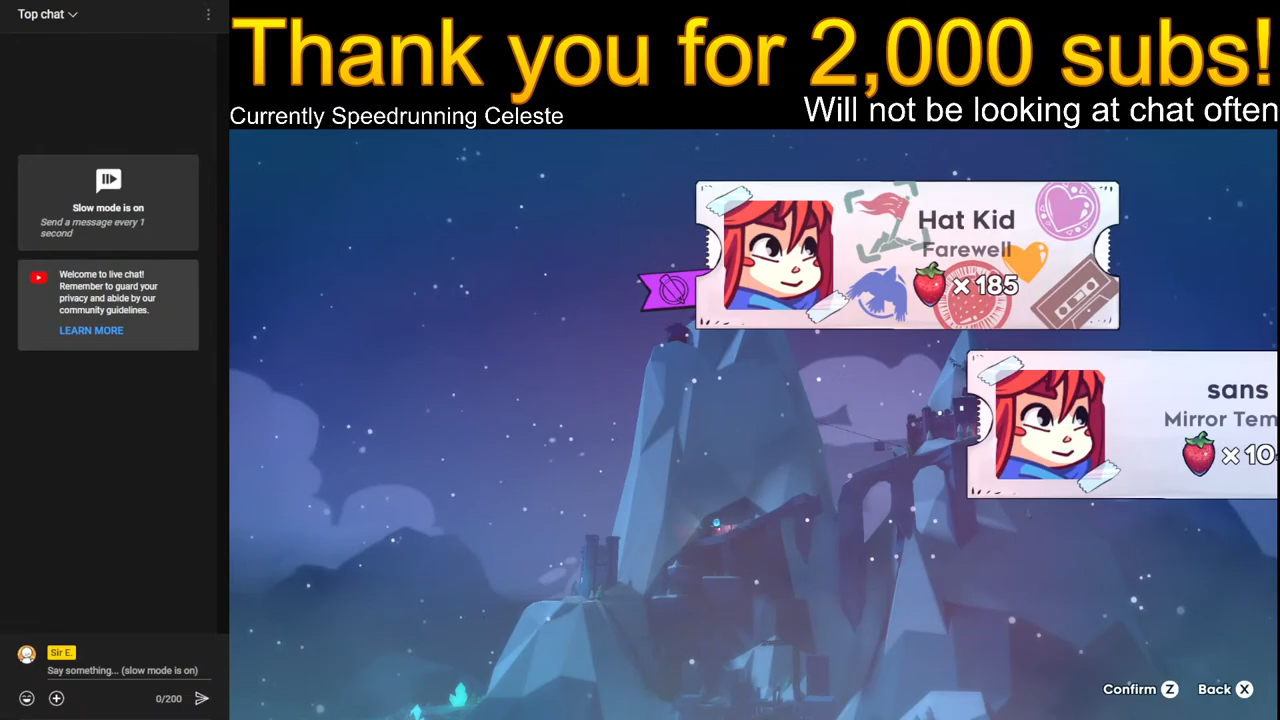 Top chat
Thank you for 2,000 subs!
Currently Speedrunning Celeste
Will not be looking at chat often
Slow mode is on
Send a message every 1
second
Welcome to live chat!
Remember to guard your
privacy and abide by our
community guidelines.
LEARN MORE
Hat Kid
Farewell
×185
sans
Mirror Tem
×10
Sir E.
Say something... (slow mode is on)
0/200
Confirm Z
Back X